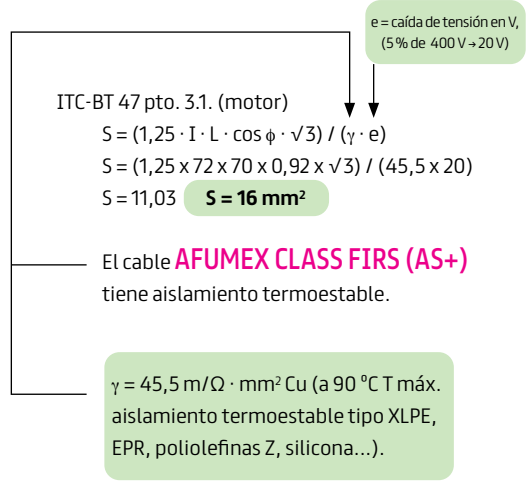 e = caída de tensión en V,
(5 % de 400 V → 20 V)
ITC-BT 47 pto. 3.1. (motor)
S = (1,25 · I · L · cos ϕ · √3) / (γ · e)
S = (1,25 x 72 x 70 x 0,92 x √3) / (45,5 x 20)
S = 11,03 S = 16 mm²
El cable AFUMEX CLASS FIRS (AS+)
tiene aislamiento termoestable.
γ = 45,5 m/Ω · mm² Cu (a 90 ºC T máx.
aislamiento termoestable tipo XLPE,
EPR, poliolefinas Z, silicona...).